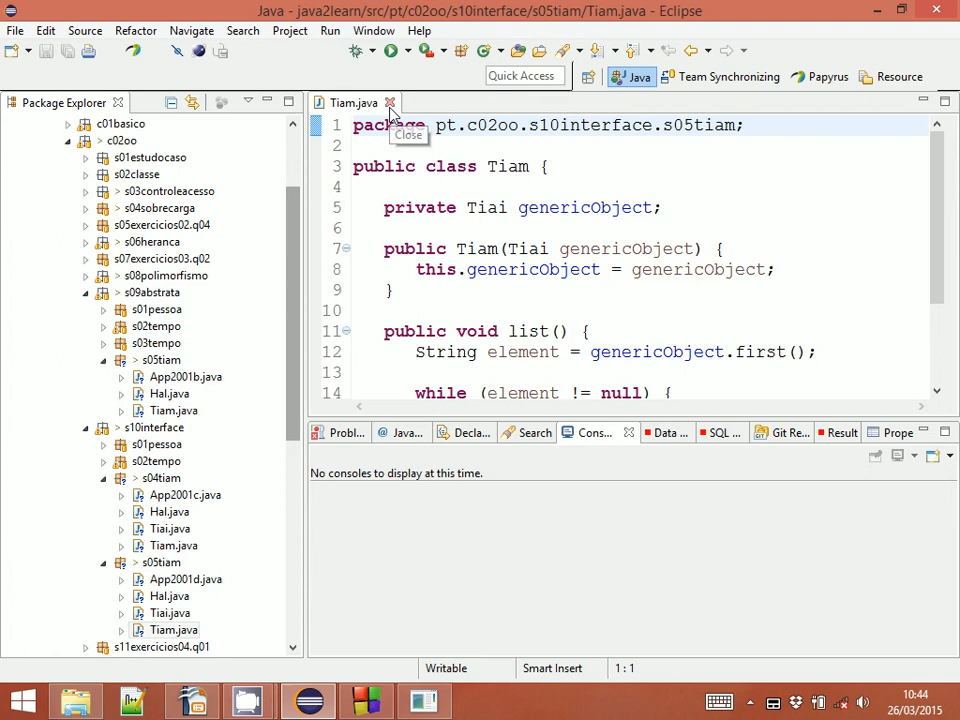 Java - java2learn/src/pt/c02oo/s10interface/s05tiam/Tiam.java - Eclipse
File Edit Source Refactor Navigate Search Project Run Window Help
Quick Access Java Team Synchronizing Papyrus Resource
Package Explorer
Tiam.java
Close
c01basico
c02oo
s01estudocaso
s02classe
> s03controleacesso
> s04sobrecarga
s05exercicios02.q04
> s06heranca
s07exercicios03.q02
> s08polimorfismo
> s09abstrata
s01pessoa
> s02tempo
> s03tempo
> s05tiam
App2001b.java
Hal.java
Tiam.java
> s10interface
> s01pessoa
> s02tempo
> s04tiam
App2001c.java
Hal.java
Tiai.java
Tiam.java
> s05tiam
App2001d.java
Hal.java
Tiai.java
Tiam.java
s11exercicios04.q01
1 package pt.c02oo.s10interface.s05tiam;
2
3 public class Tiam {
4
5 private Tiai genericObject;
6
7 public Tiam(Tiai genericObject) {
8 this.genericObject = genericObject;
9 }
10
11 public void list() {
12 String element = genericObject.first();
13
14 while (element != null) {
Probl... @ Java... Decla... Search Cons... Data ... SQL ... Git Re... Result Prope
No consoles to display at this time.
Writable Smart Insert 1 : 1
10:44
26/03/2015